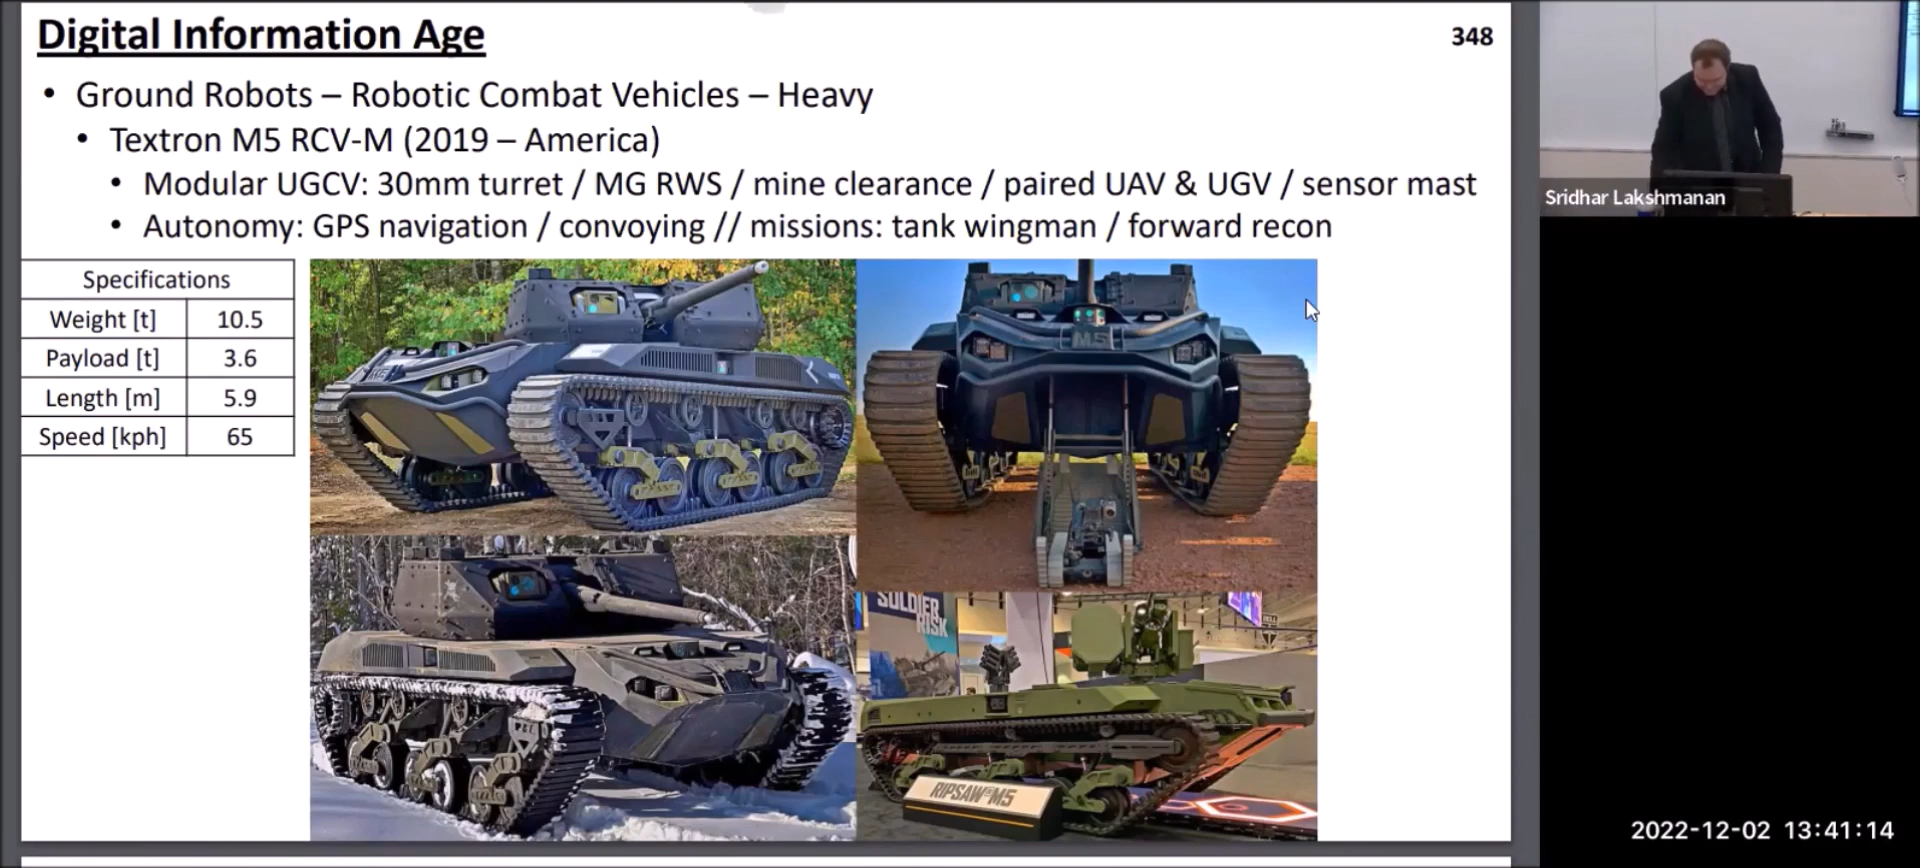 Digital Information Age
348
• Ground Robots – Robotic Combat Vehicles – Heavy
• Textron M5 RCV-M (2019 – America)
• Modular UGCV: 30mm turret / MG RWS / mine clearance / paired UAV & UGV / sensor mast
• Autonomy: GPS navigation / convoying // missions: tank wingman / forward recon
Specifications
Weight [t] 10.5
Payload [t] 3.6
Length [m] 5.9
Speed [kph] 65
M5
SOLDIER
RISK
RIPSAW® M5
Sridhar Lakshmanan
2022-12-02 13:41:14